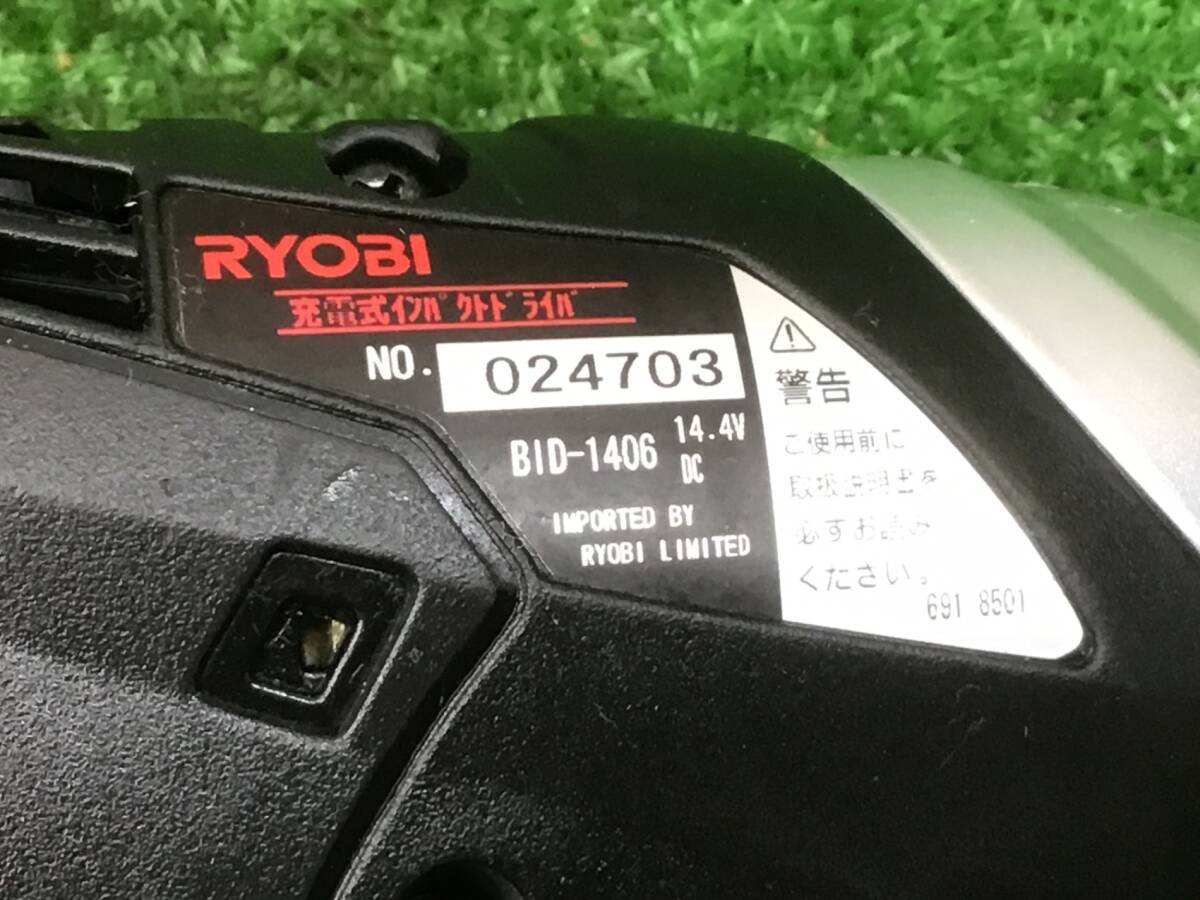 RYOBI
充電式インパクトドライバ
NO. 024703
BID-1406 14.4V DC
IMPORTED BY
RYOBI LIMITED
警告
ご使用前に
取扱説明書を
必ずお読み
ください。
691 8501